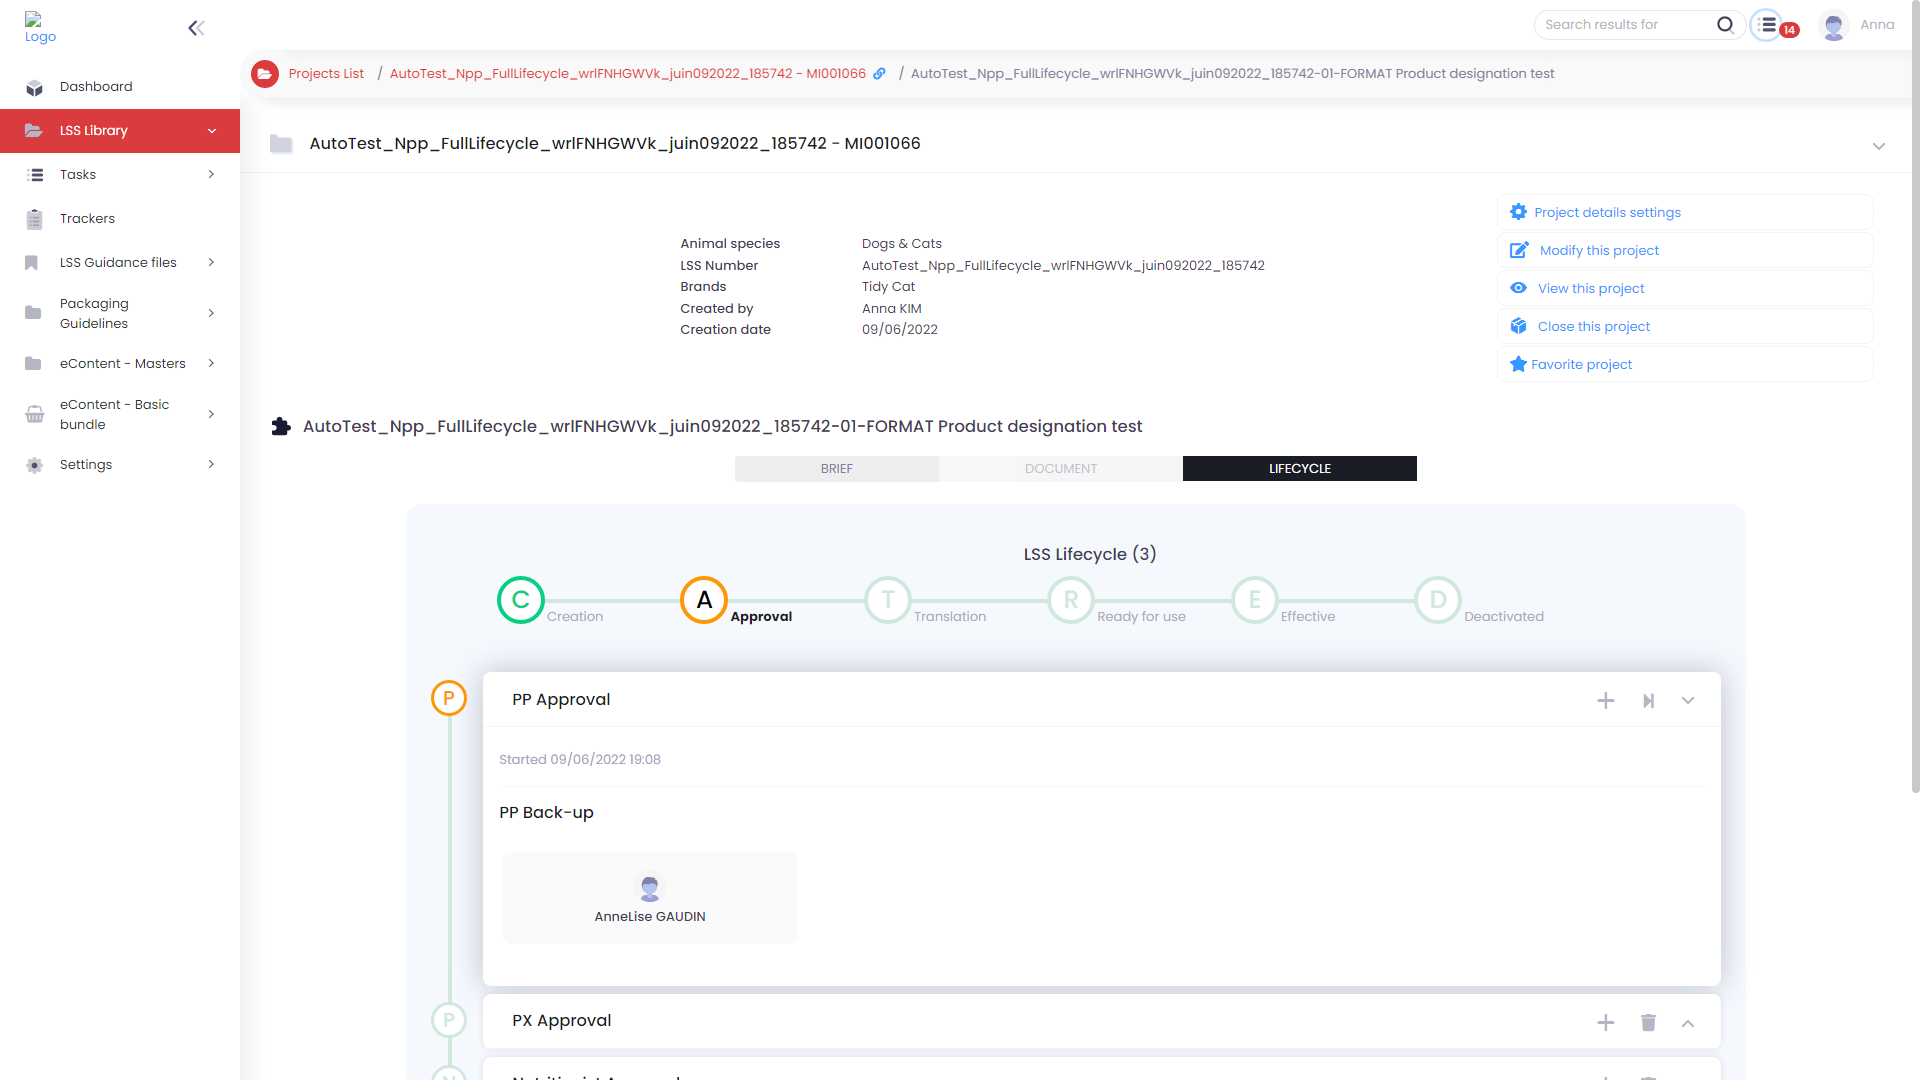 Logo
Search results for
14
Anna
Dashboard
LSS Library
Tasks
Trackers
LSS Guidance files
Packaging
Guidelines
eContent - Masters
eContent - Basic
bundle
Settings
Projects List / AutoTest_Npp_FullLifecycle_wrlFNHGWVk_juin092022_185742 - MI001066 / AutoTest_Npp_FullLifecycle_wrlFNHGWVk_juin092022_185742-01-FORMAT Product designation test
AutoTest_Npp_FullLifecycle_wrlFNHGWVk_juin092022_185742 - MI001066
Animal species Dogs & Cats
LSS Number AutoTest_Npp_FullLifecycle_wrlFNHGWVk_juin092022_185742
Brands Tidy Cat
Created by Anna KIM
Creation date 09/06/2022
Project details settings
Modify this project
View this project
Close this project
Favorite project
AutoTest_Npp_FullLifecycle_wrlFNHGWVk_juin092022_185742-01-FORMAT Product designation test
BRIEF DOCUMENT LIFECYCLE
LSS Lifecycle (3)
C Creation A Approval T Translation R Ready for use E Effective D Deactivated
P PP Approval
Started 09/06/2022 19:08
PP Back-up
AnneLise GAUDIN
P PX Approval